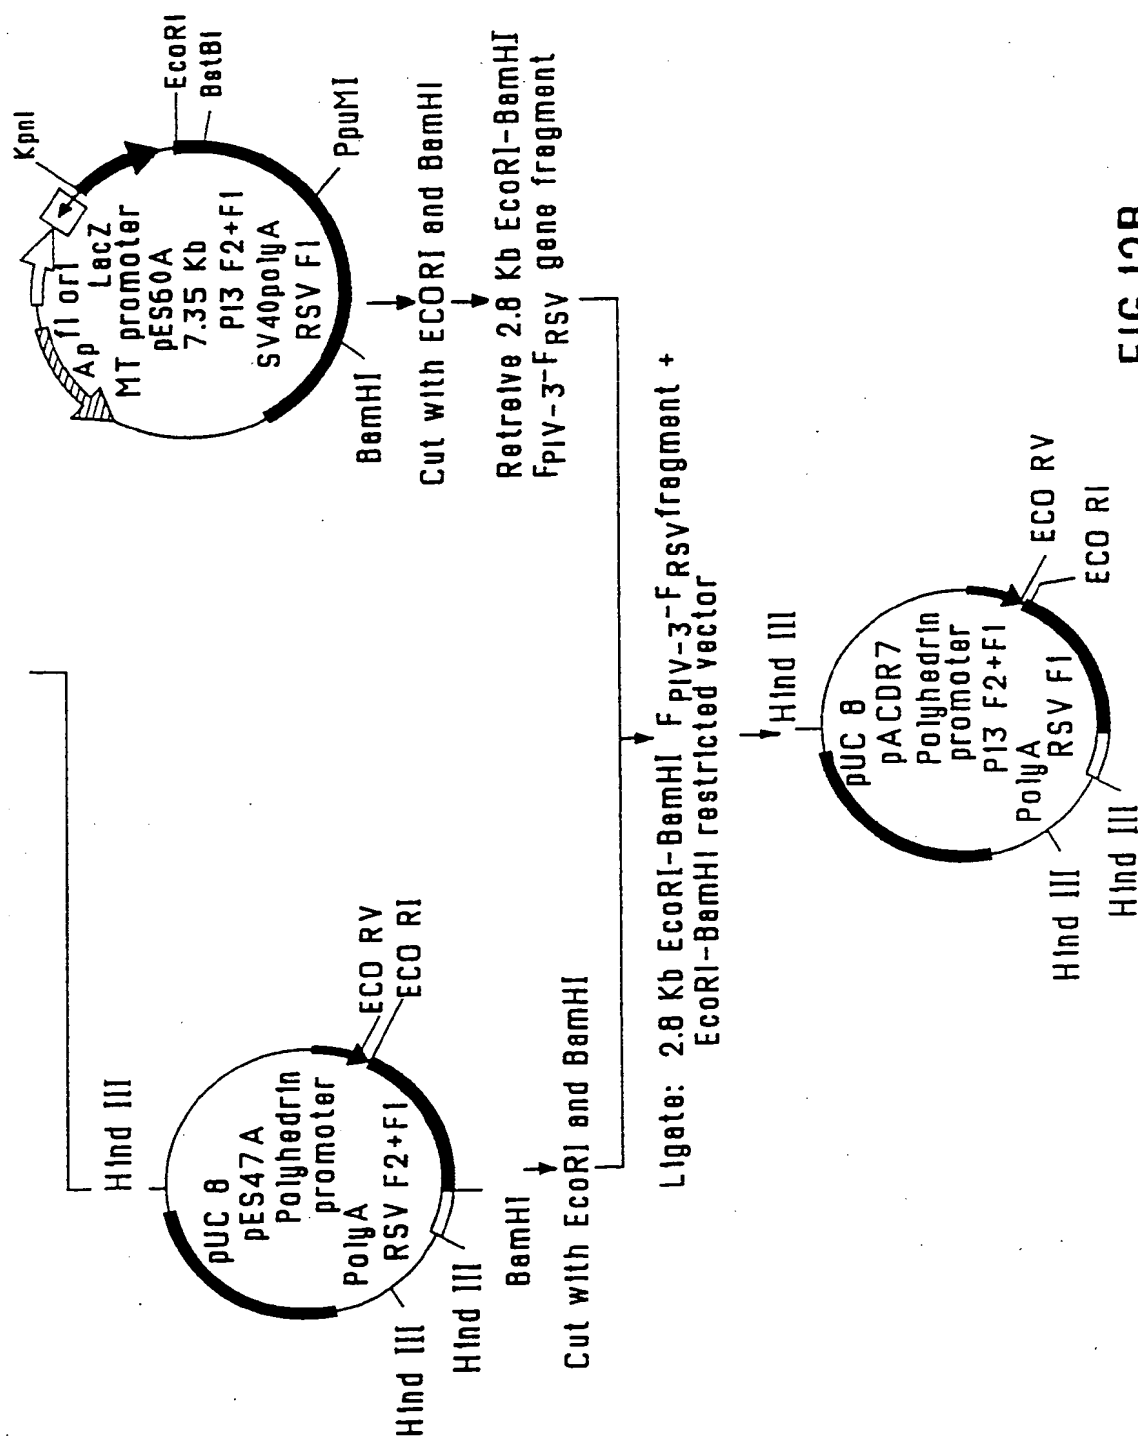 Hind III
pUC 8
pES47A
Polyhedrin
promoter
PolyA
RSV F2+F1
ECO RV
ECO RI
Hind III
Hind III
BamHI
Cut with EcoRI and BamHI
KpnI
EcoRI
BstBI
Ap f1 ori
LacZ
MT promoter
pES60A
7.35 Kb
PI3 F2+F1
SV40polyA
RSV F1
PpuMI
BamHI
Cut with ECORI and BamHI
Retreive 2.8 Kb EcoRI-BamHI
FPIV-3-FRSV gene fragment
Ligate: 2.8 Kb EcoRI-BamHI F PIV-3-FRSV fragment +
EcoRI-BamHI restricted vector
Hind III
pUC 8
pACDR7
Polyhedrin
promoter
PI3 F2+F1
PolyA
RSV F1
ECO RV
ECO RI
Hind III
Hind III
FIG. 12B